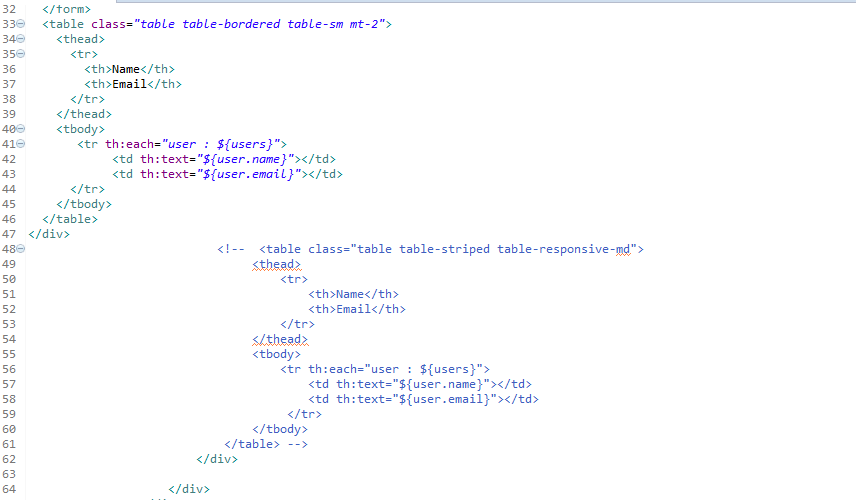 32 </form>
33 <table class="table table-bordered table-sm mt-2">
34 <thead>
35 <tr>
36 <th>Name</th>
37 <th>Email</th>
38 </tr>
39 </thead>
40 <tbody>
41 <tr th:each="user : ${users}">
42 <td th:text="${user.name}"></td>
43 <td th:text="${user.email}"></td>
44 </tr>
45 </tbody>
46 </table>
47 </div>
48 <!-- <table class="table table-striped table-responsive-md">
49 <thead>
50 <tr>
51 <th>Name</th>
52 <th>Email</th>
53 </tr>
54 </thead>
55 <tbody>
56 <tr th:each="user : ${users}">
57 <td th:text="${user.name}"></td>
58 <td th:text="${user.email}"></td>
59 </tr>
60 </tbody>
61 </table> -->
62 </div>
63
64 </div>